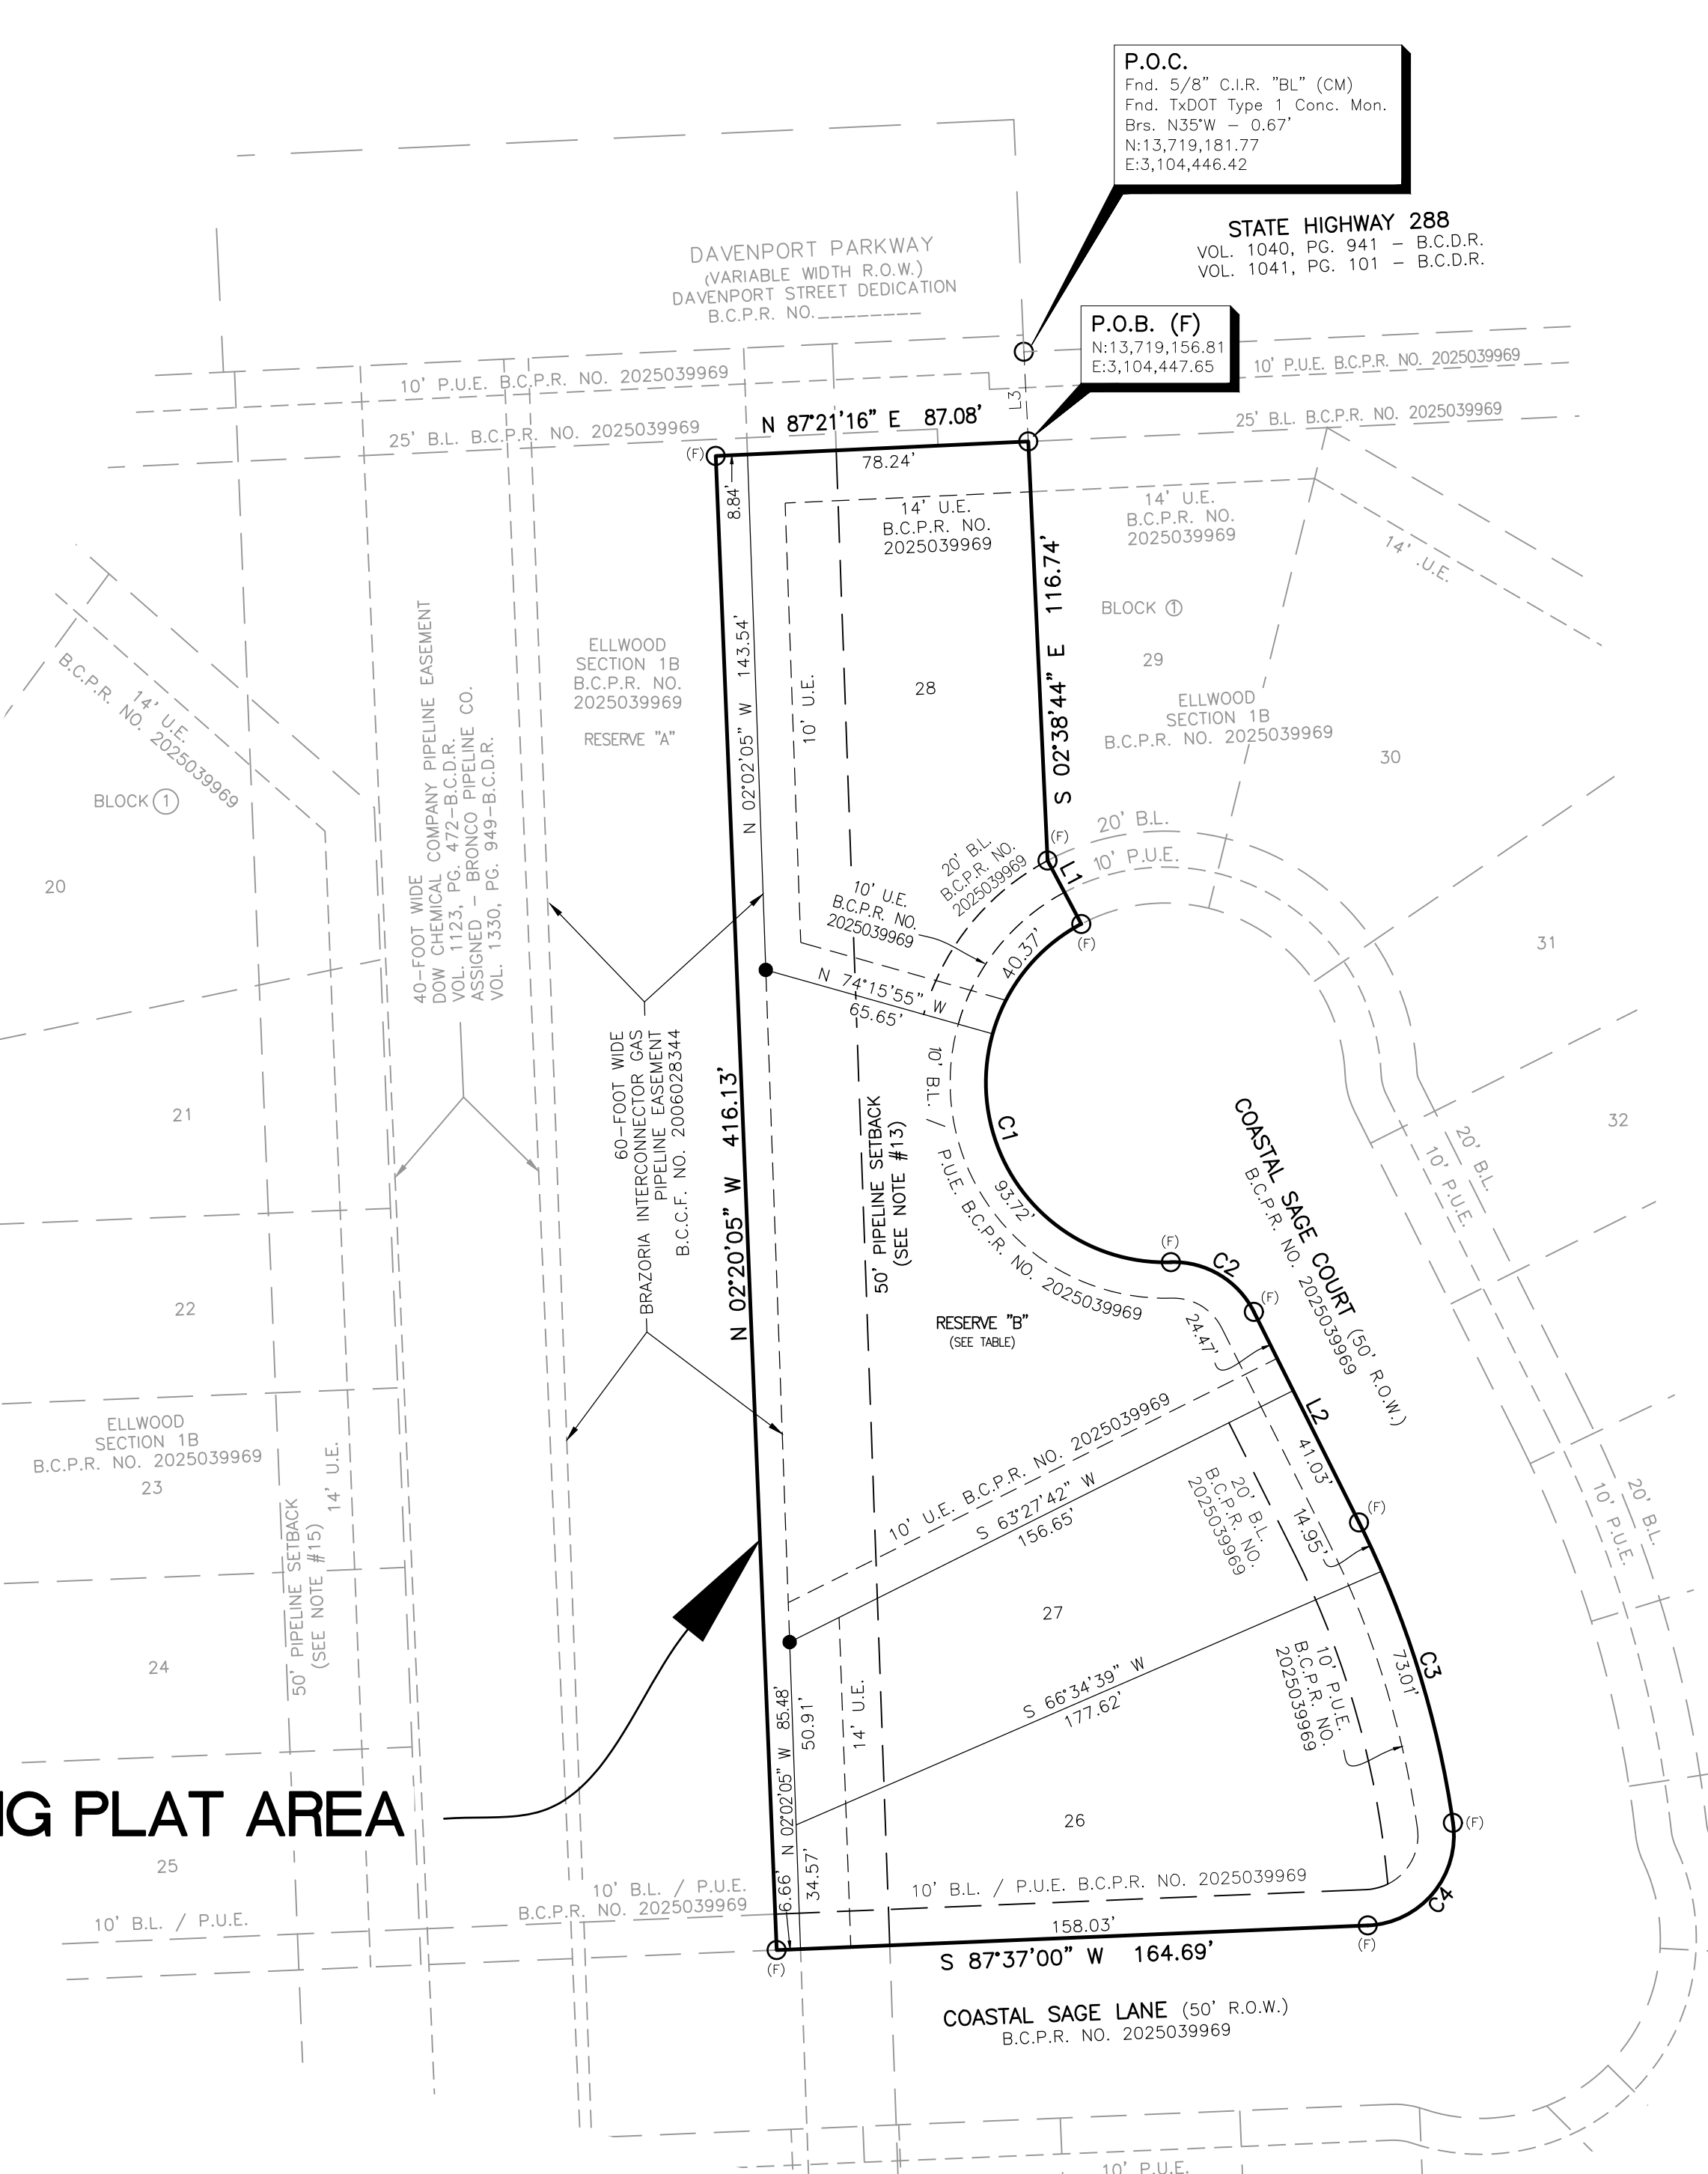 P.O.C.
Fnd. 5/8" C.I.R. "BL" (CM)
Fnd. TxDOT Type 1 Conc. Mon.
Brs. N35°W – 0.67'
N:13,719,181.77
E:3,104,446.42
STATE HIGHWAY 288
VOL. 1040, PG. 941 – B.C.D.R.
VOL. 1041, PG. 101 – B.C.D.R.
DAVENPORT PARKWAY
(VARIABLE WIDTH R.O.W.)
DAVENPORT STREET DEDICATION
B.C.P.R. NO.________
P.O.B. (F)
N:13,719,156.81
E:3,104,447.65
10' P.U.E. B.C.P.R. NO. 2025039969
10' P.U.E. B.C.P.R. NO. 2025039969
L3
25' B.L. B.C.P.R. NO. 2025039969
25' B.L. B.C.P.R. NO. 2025039969
N 87°21'16" E 87.08'
(F)
78.24'
8.84'
14' U.E.
B.C.P.R. NO.
2025039969
14' U.E.
B.C.P.R. NO.
2025039969
14' .U.E.
S 02°38'44" E 116.74'
BLOCK 1
29
ELLWOOD
SECTION 1B
B.C.P.R. NO. 2025039969
30
28
10' U.E.
N 02°02'05" W 143.54'
ELLWOOD
SECTION 1B
B.C.P.R. NO.
2025039969
RESERVE "A"
14' U.E.
B.C.P.R. NO. 2025039969
BLOCK 1
20
40-FOOT WIDE
DOW CHEMICAL COMPANY PIPELINE EASEMENT
VOL. 1123, PG. 472-B.C.D.R.
ASSIGNED – BRONCO PIPELINE CO.
VOL. 1330, PG. 949-B.C.D.R.
20' B.L.
10' P.U.E.
(F)
L1
(F)
20' B.L.
B.C.P.R. NO.
2025039969
10' U.E.
B.C.P.R. NO.
2025039969
40.37'
N 74°15'55" W
65.65'
31
32
21
60-FOOT WIDE
BRAZORIA INTERCONNECTOR GAS
PIPELINE EASEMENT
B.C.C.F. NO. 2006028344
N 02°20'05" W 416.13'
50' PIPELINE SETBACK
(SEE NOTE #13)
10' B.L. / P.U.E. B.C.P.R. NO. 2025039969
C1
93.72'
(F)
C2
(F)
COASTAL SAGE COURT (50' R.O.W.)
B.C.P.R. NO. 2025039969
20' B.L.
10' P.U.E.
22
RESERVE "B"
(SEE TABLE)
24.47'
L2
41.03'
10' U.E. B.C.P.R. NO. 2025039969
S 63°27'42" W
156.65'
20' B.L.
B.C.P.R. NO.
2025039969
14.95'
(F)
20' B.L.
10' P.U.E.
ELLWOOD
SECTION 1B
B.C.P.R. NO. 2025039969
23
14' U.E.
50' PIPELINE SETBACK
(SEE NOTE #15)
27
24
S 66°34'39" W
177.62'
10' P.U.E.
B.C.P.R. NO.
2025039969
C3
73.01'
N 02°02'05" W 85.48'
50.91'
14' U.E.
G PLAT AREA
26
(F)
25
34.57'
6.66'
10' B.L. / P.U.E.
10' B.L. / P.U.E.
B.C.P.R. NO. 2025039969
10' B.L. / P.U.E. B.C.P.R. NO. 2025039969
C4
158.03'
(F)
(F)
S 87°37'00" W 164.69'
COASTAL SAGE LANE (50' R.O.W.)
B.C.P.R. NO. 2025039969
10' P.U.E.